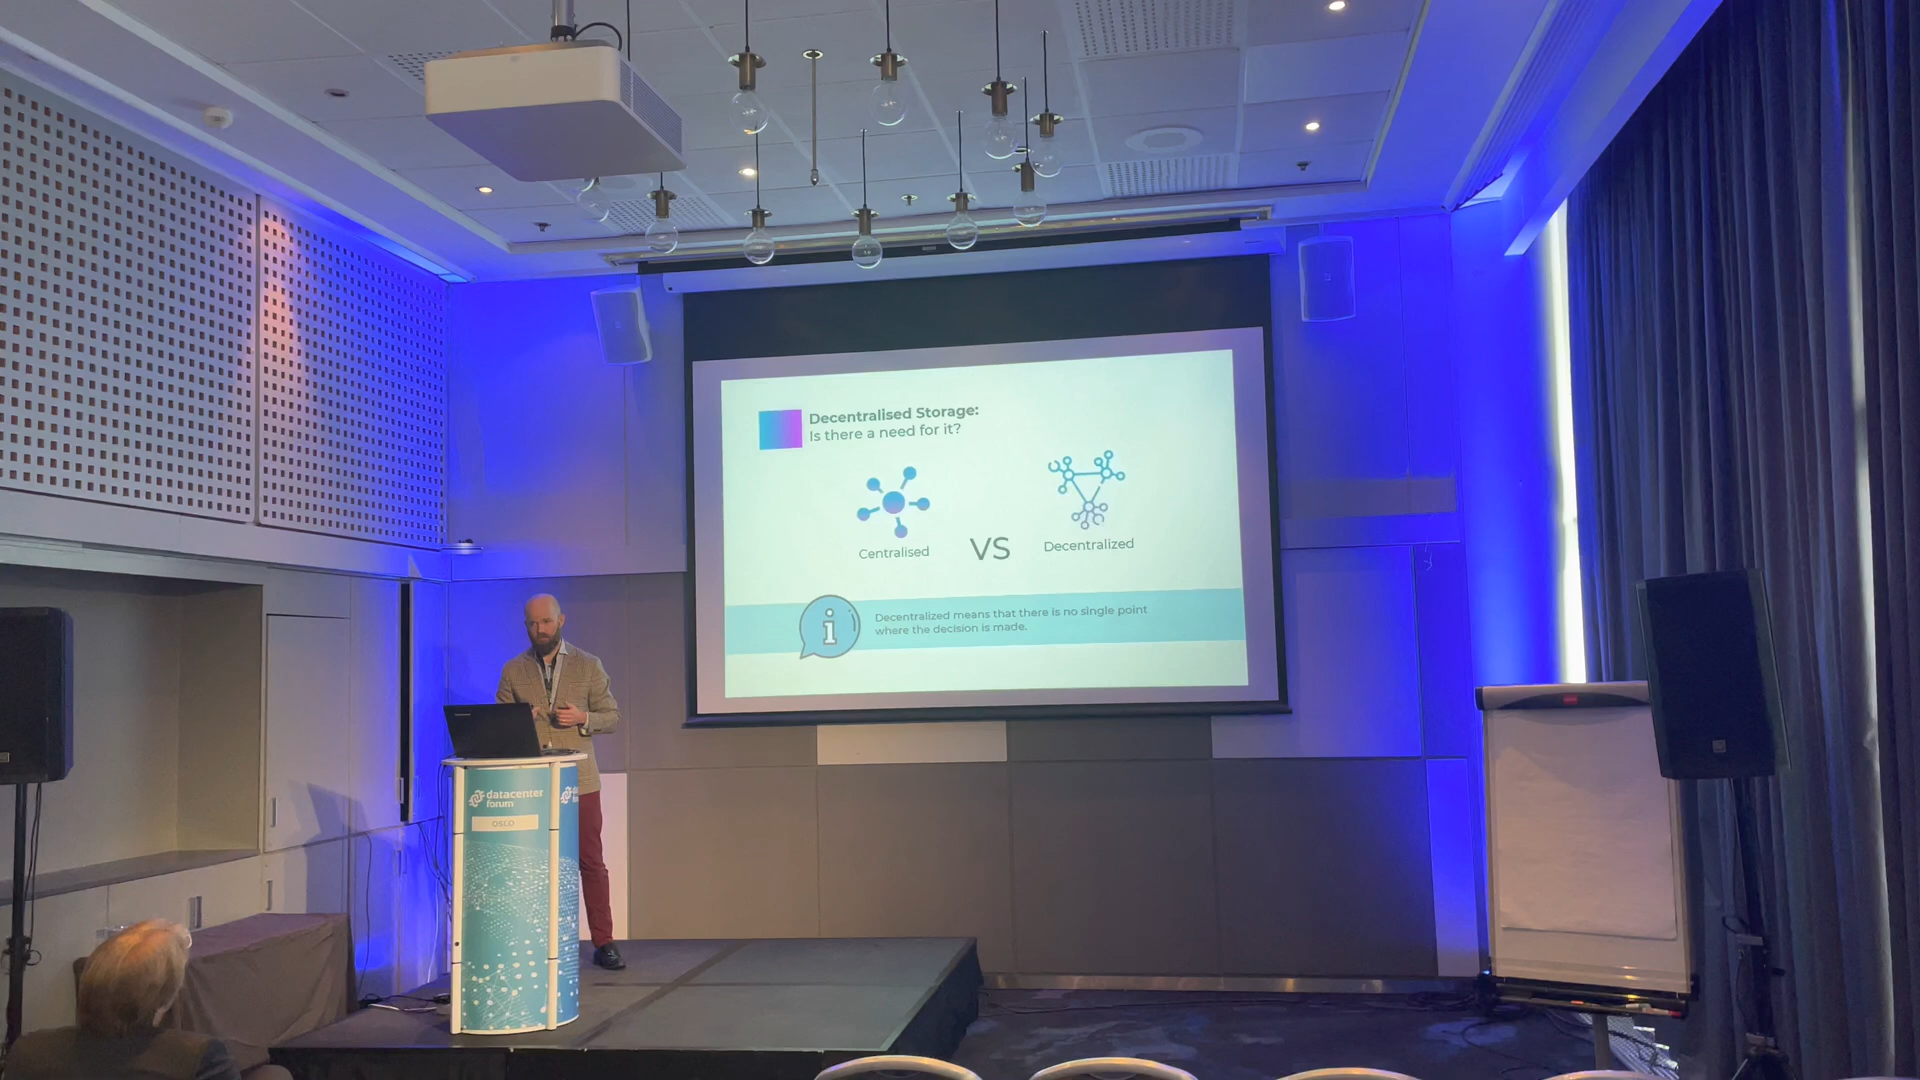 Decentralised Storage:
Is there a need for it?
Centralised
VS
Decentralized
Decentralized means that there is no single point
where the decision is made.
datacenter
forum
OSLO